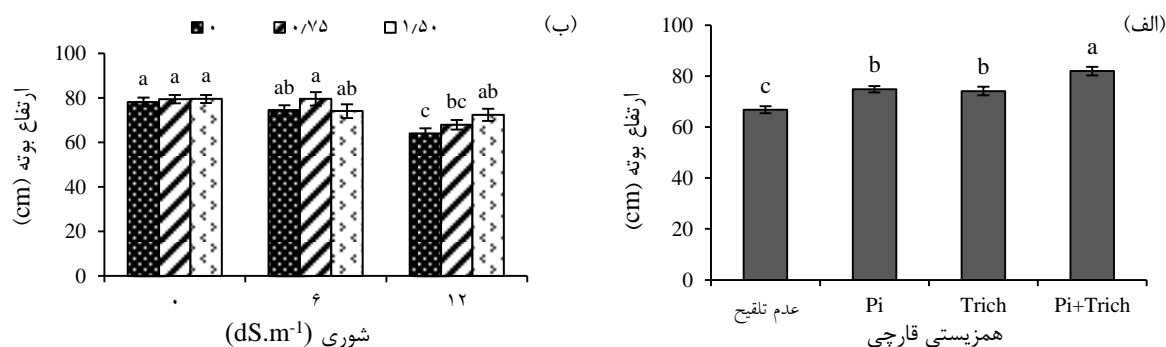 (الف)
ارتفاع بوته (cm)
100
80
60
40
20
0
c
b
b
a
عدم تلقیح
Pi
Trich
Pi+Trich
همزیستی قارچی
(ب)
۰
۰/۷۵
۱/۵۰
ارتفاع بوته (cm)
100
80
60
40
20
0
a a a
ab a ab
c bc ab
۰
۶
۱۲
شوری (dS.m⁻¹)